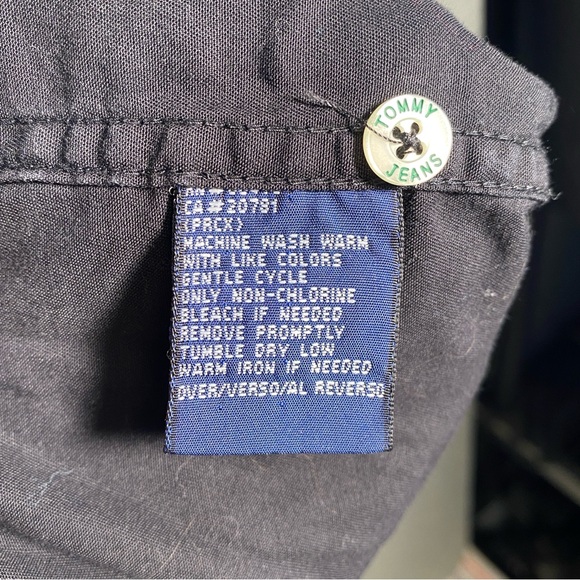 TOMMY
JEANS
CA#20781
(PRCX)
MACHINE WASH WARM
WITH LIKE COLORS
GENTLE CYCLE
ONLY NON-CHLORINE
BLEACH IF NEEDED
REMOVE PROMPTLY
TUMBLE DRY LOW
WARM IRON IF NEEDED
OVER/VERSO/AL REVERSO